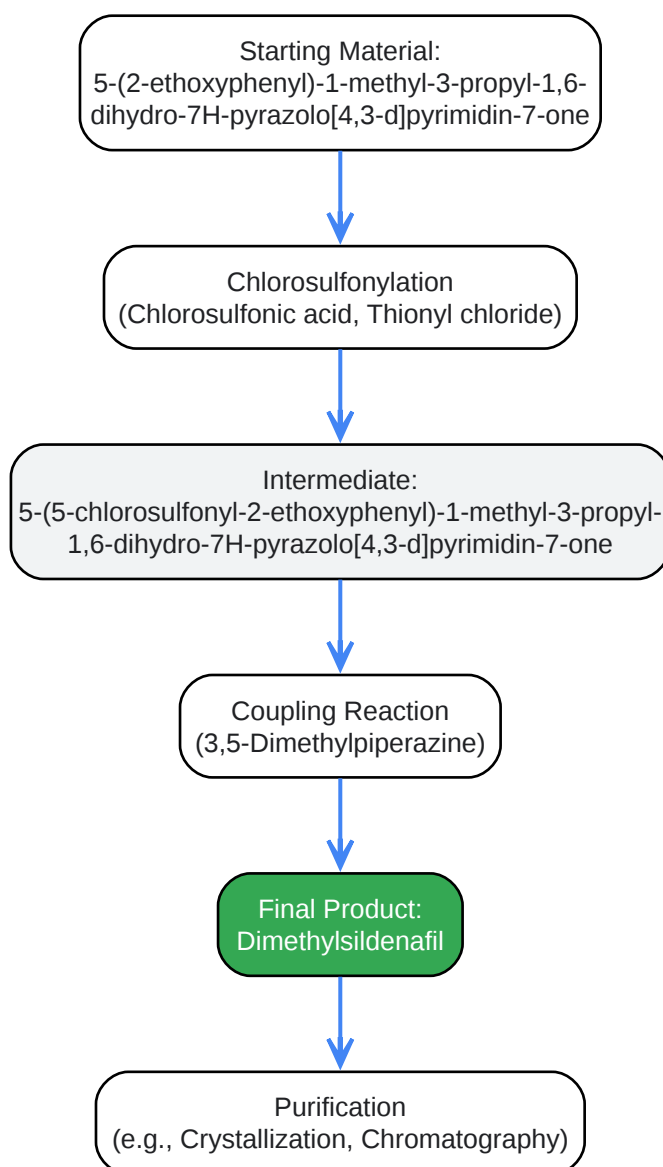 Starting Material:
5-(2-ethoxyphenyl)-1-methyl-3-propyl-1,6-
dihydro-7H-pyrazolo[4,3-d]pyrimidin-7-one
Chlorosulfonylation
(Chlorosulfonic acid, Thionyl chloride)
Intermediate:
5-(5-chlorosulfonyl-2-ethoxyphenyl)-1-methyl-3-propyl-
1,6-dihydro-7H-pyrazolo[4,3-d]pyrimidin-7-one
Coupling Reaction
(3,5-Dimethylpiperazine)
Final Product:
Dimethylsildenafil
Purification
(e.g., Crystallization, Chromatography)